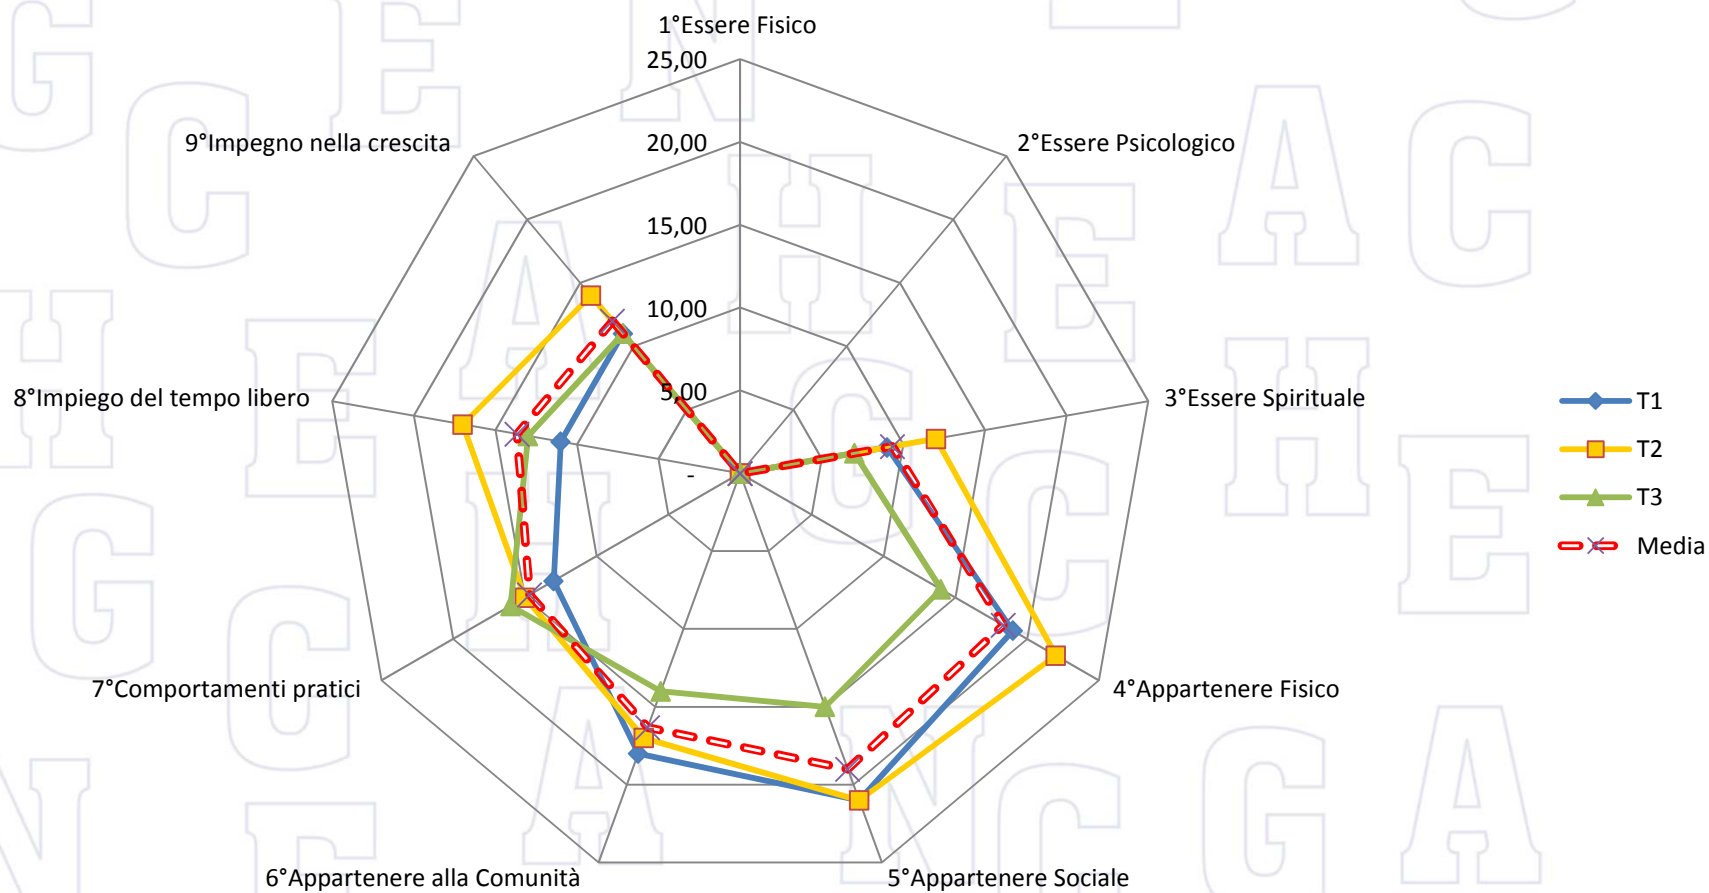 1°Essere Fisico
25,00
20,00
15,00
10,00
5,00
-
2°Essere Psicologico
3°Essere Spirituale
4°Appartenere Fisico
5°Appartenere Sociale
6°Appartenere alla Comunità
7°Comportamenti pratici
8°Impiego del tempo libero
9°Impegno nella crescita
T1
T2
T3
Media